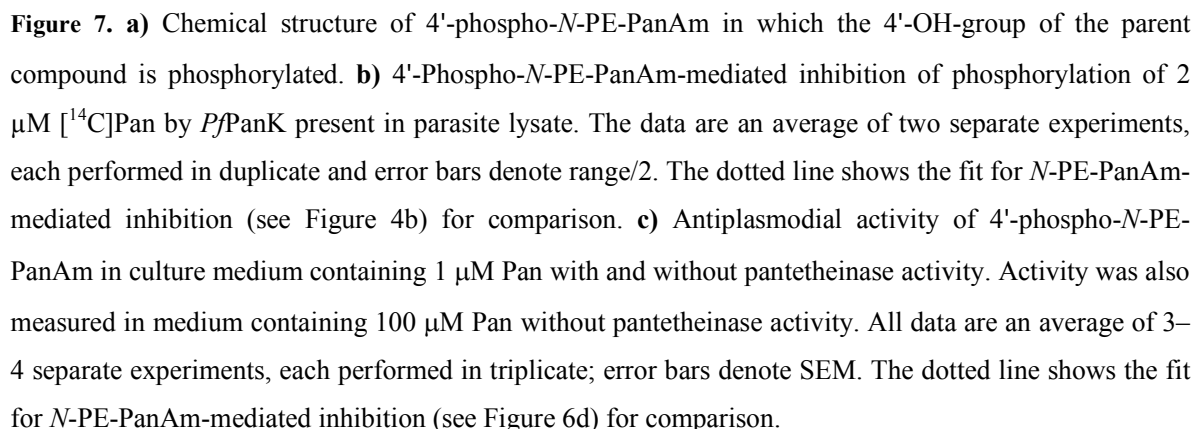 Figure 7. a) Chemical structure of 4'-phospho-N-PE-PanAm in which the 4'-OH-group of the parent
compound is phosphorylated. b) 4'-Phospho-N-PE-PanAm-mediated inhibition of phosphorylation of 2
µM [¹⁴C]Pan by PfPanK present in parasite lysate. The data are an average of two separate experiments,
each performed in duplicate and error bars denote range/2. The dotted line shows the fit for N-PE-PanAm-
mediated inhibition (see Figure 4b) for comparison. c) Antiplasmodial activity of 4'-phospho-N-PE-
PanAm in culture medium containing 1 µM Pan with and without pantetheinase activity. Activity was also
measured in medium containing 100 µM Pan without pantetheinase activity. All data are an average of 3–
4 separate experiments, each performed in triplicate; error bars denote SEM. The dotted line shows the fit
for N-PE-PanAm-mediated inhibition (see Figure 6d) for comparison.